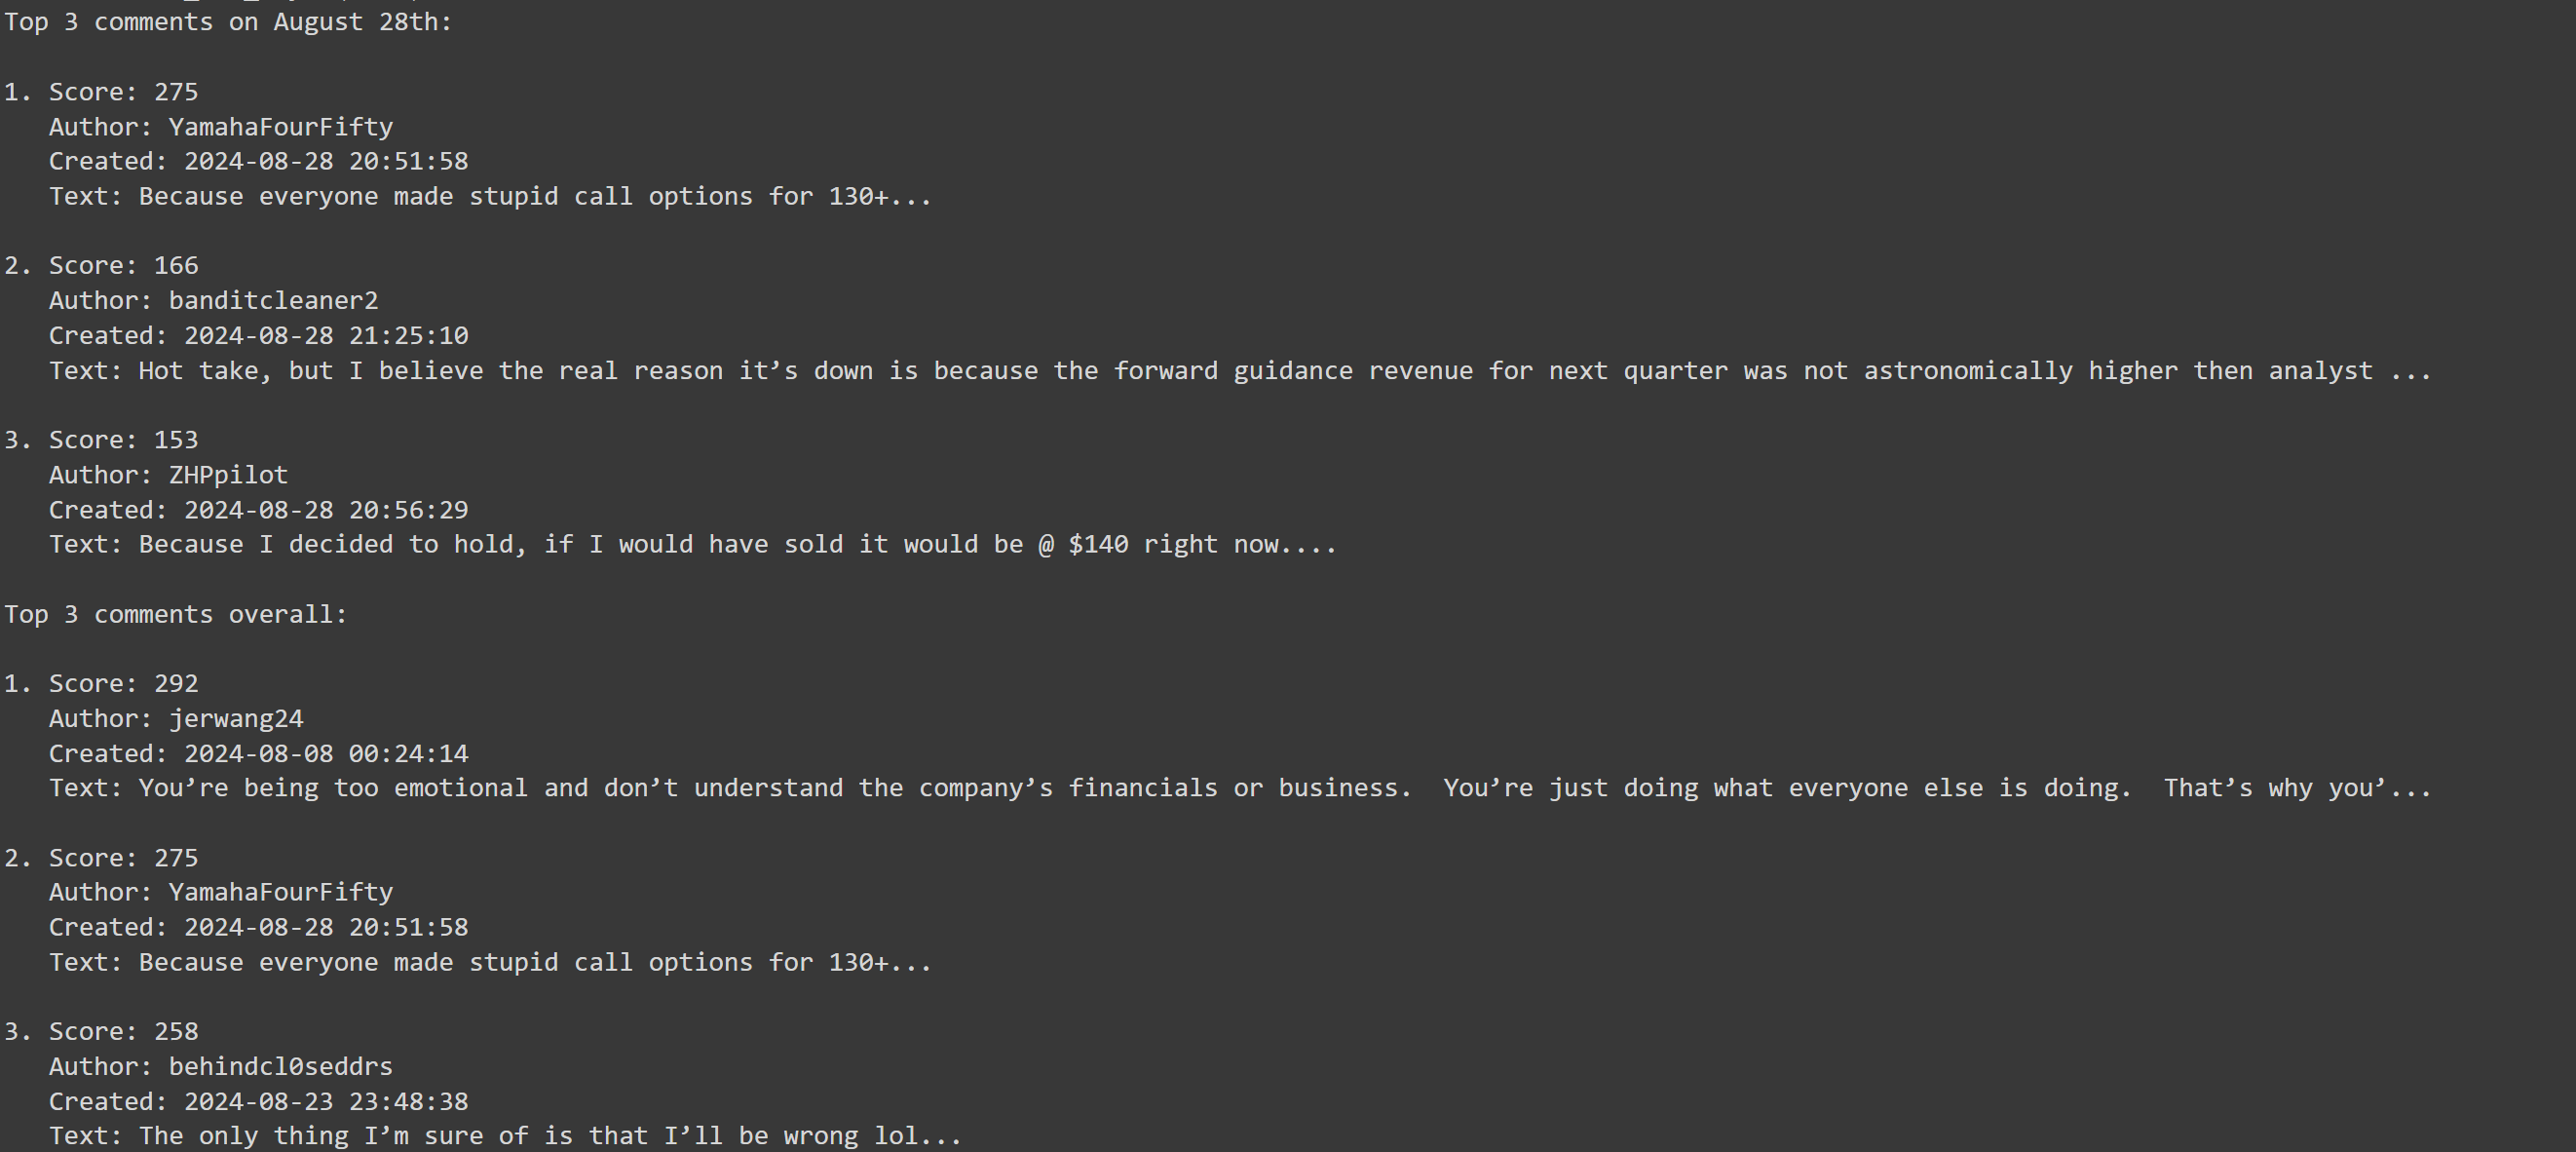 Top 3 comments on August 28th:
1. Score: 275
Author: YamahaFourFifty
Created: 2024-08-28 20:51:58
Text: Because everyone made stupid call options for 130+...
2. Score: 166
Author: banditcleaner2
Created: 2024-08-28 21:25:10
Text: Hot take, but I believe the real reason it’s down is because the forward guidance revenue for next quarter was not astronomically higher then analyst ...
3. Score: 153
Author: ZHPpilot
Created: 2024-08-28 20:56:29
Text: Because I decided to hold, if I would have sold it would be @ $140 right now....
Top 3 comments overall:
1. Score: 292
Author: jerwang24
Created: 2024-08-08 00:24:14
Text: You’re being too emotional and don’t understand the company’s financials or business.  You’re just doing what everyone else is doing.  That’s why you’...
2. Score: 275
Author: YamahaFourFifty
Created: 2024-08-28 20:51:58
Text: Because everyone made stupid call options for 130+...
3. Score: 258
Author: behindcl0seddrs
Created: 2024-08-23 23:48:38
Text: The only thing I’m sure of is that I’ll be wrong lol...